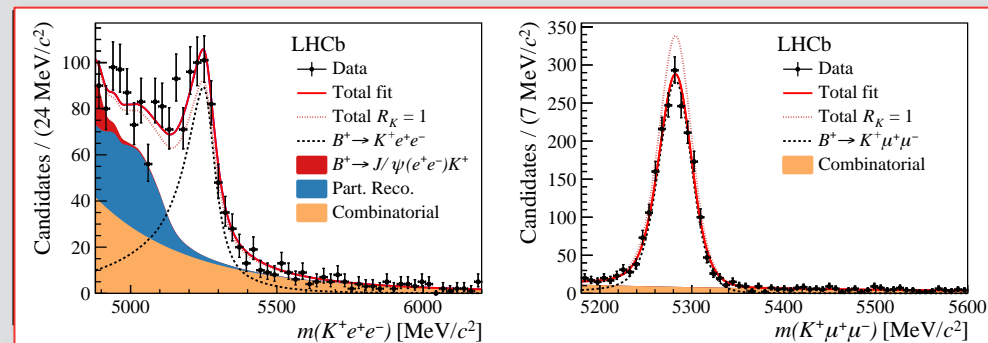 Candidates / (24 MeV/c²)
100
80
60
40
20
0
LHCb
Data
Total fit
Total R_K = 1
B⁺ → K⁺e⁺e⁻
B⁺ → J/ψ(e⁺e⁻)K⁺
Part. Reco.
Combinatorial
5000 5500 6000
m(K⁺e⁺e⁻) [MeV/c²]
Candidates / (7 MeV/c²)
350
300
250
200
150
100
50
0
LHCb
Data
Total fit
Total R_K = 1
B⁺ → K⁺μ⁺μ⁻
Combinatorial
5200 5300 5400 5500 5600
m(K⁺μ⁺μ⁻) [MeV/c²]